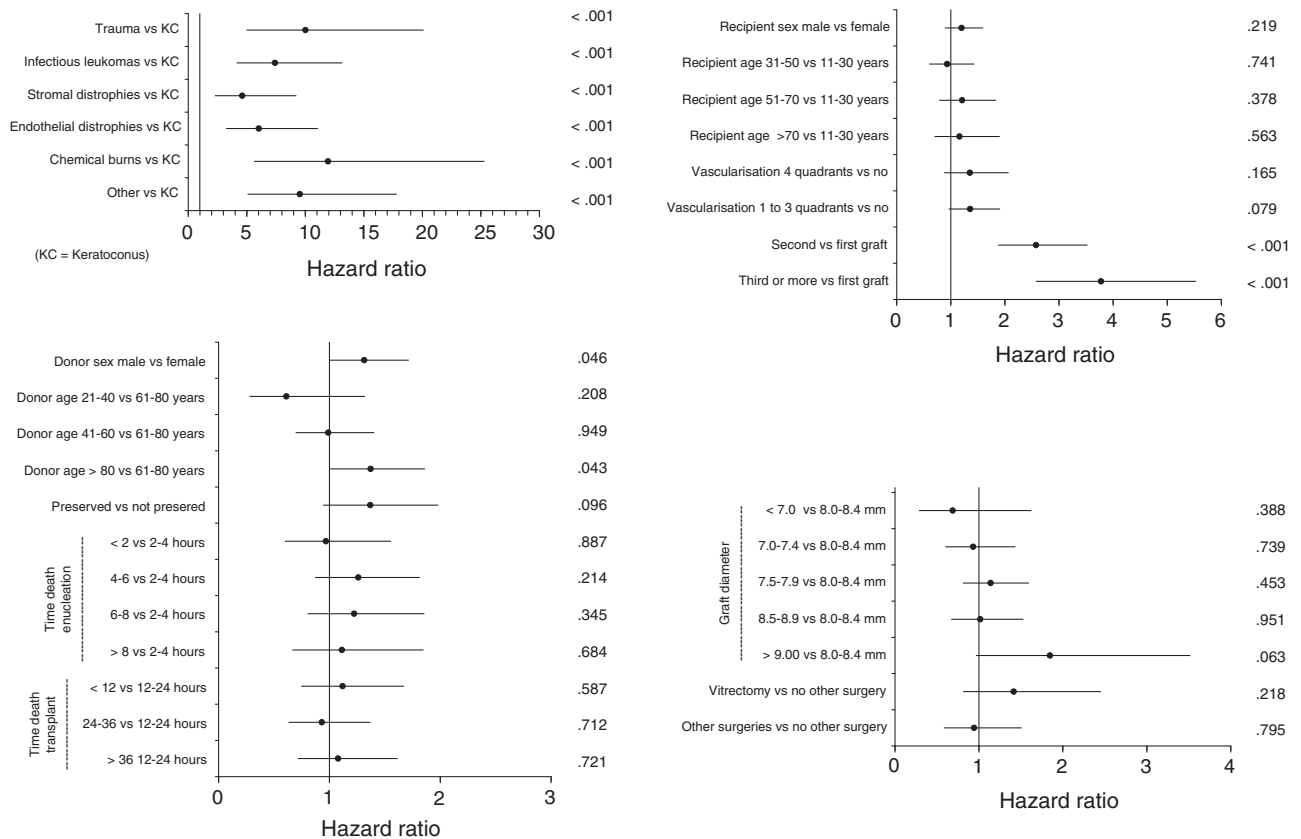 Trauma vs KC < .001
Infectious leukomas vs KC < .001
Stromal distrophies vs KC < .001
Endothelial distrophies vs KC < .001
Chemical burns vs KC < .001
Other vs KC < .001
0 5 10 15 20 25 30
(KC = Keratoconus)
Hazard ratio
Recipient sex male vs female .219
Recipient age 31-50 vs 11-30 years .741
Recipient age 51-70 vs 11-30 years .378
Recipient age >70 vs 11-30 years .563
Vascularisation 4 quadrants vs no .165
Vascularisation 1 to 3 quadrants vs no .079
Second vs first graft < .001
Third or more vs first graft < .001
0 1 2 3 4 5 6
Hazard ratio
Donor sex male vs female .046
Donor age 21-40 vs 61-80 years .208
Donor age 41-60 vs 61-80 years .949
Donor age > 80 vs 61-80 years .043
Preserved vs not presered .096
Time death
enucleation
< 2 vs 2-4 hours .887
4-6 vs 2-4 hours .214
6-8 vs 2-4 hours .345
> 8 vs 2-4 hours .684
Time death
transplant
< 12 vs 12-24 hours .587
24-36 vs 12-24 hours .712
> 36 12-24 hours .721
0 1 2 3
Hazard ratio
Graft diameter
< 7.0 vs 8.0-8.4 mm .388
7.0-7.4 vs 8.0-8.4 mm .739
7.5-7.9 vs 8.0-8.4 mm .453
8.5-8.9 vs 8.0-8.4 mm .951
> 9.00 vs 8.0-8.4 mm .063
Vitrectomy vs no other surgery .218
Other surgeries vs no other surgery .795
0 1 2 3 4
Hazard ratio